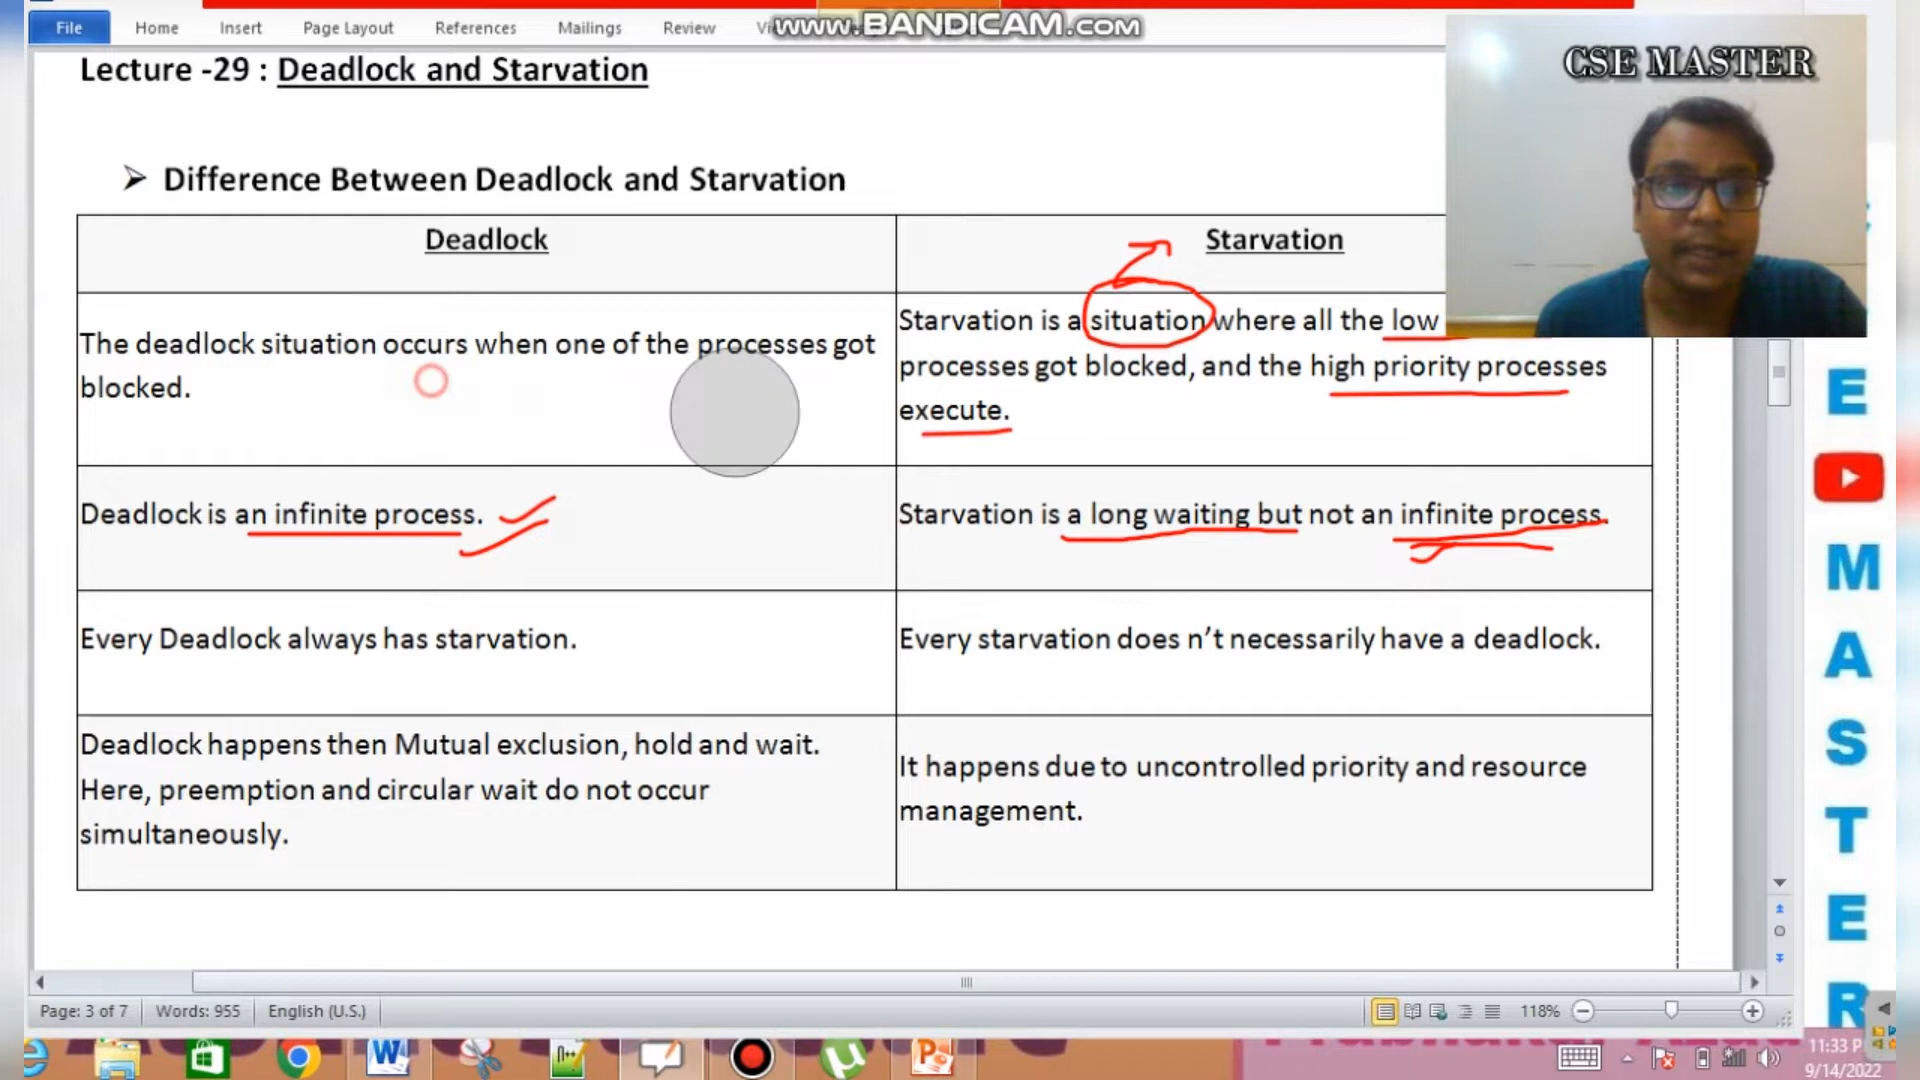 www.BANDICAM.com
File Home Insert Page Layout References Mailings Review
CSE MASTER
Lecture -29 : Deadlock and Starvation
➢ Difference Between Deadlock and Starvation
Deadlock
Starvation
The deadlock situation occurs when one of the processes got
blocked.
Starvation is a situation where all the low
processes got blocked, and the high priority processes
execute.
Deadlock is an infinite process.
Starvation is a long waiting but not an infinite process.
Every Deadlock always has starvation.
Every starvation does n't necessarily have a deadlock.
Deadlock happens then Mutual exclusion, hold and wait.
Here, preemption and circular wait do not occur
simultaneously.
It happens due to uncontrolled priority and resource
management.
E
M
A
S
T
E
R
Page: 3 of 7 Words: 955 English (U.S.) 118%
11:33 P
9/14/2022